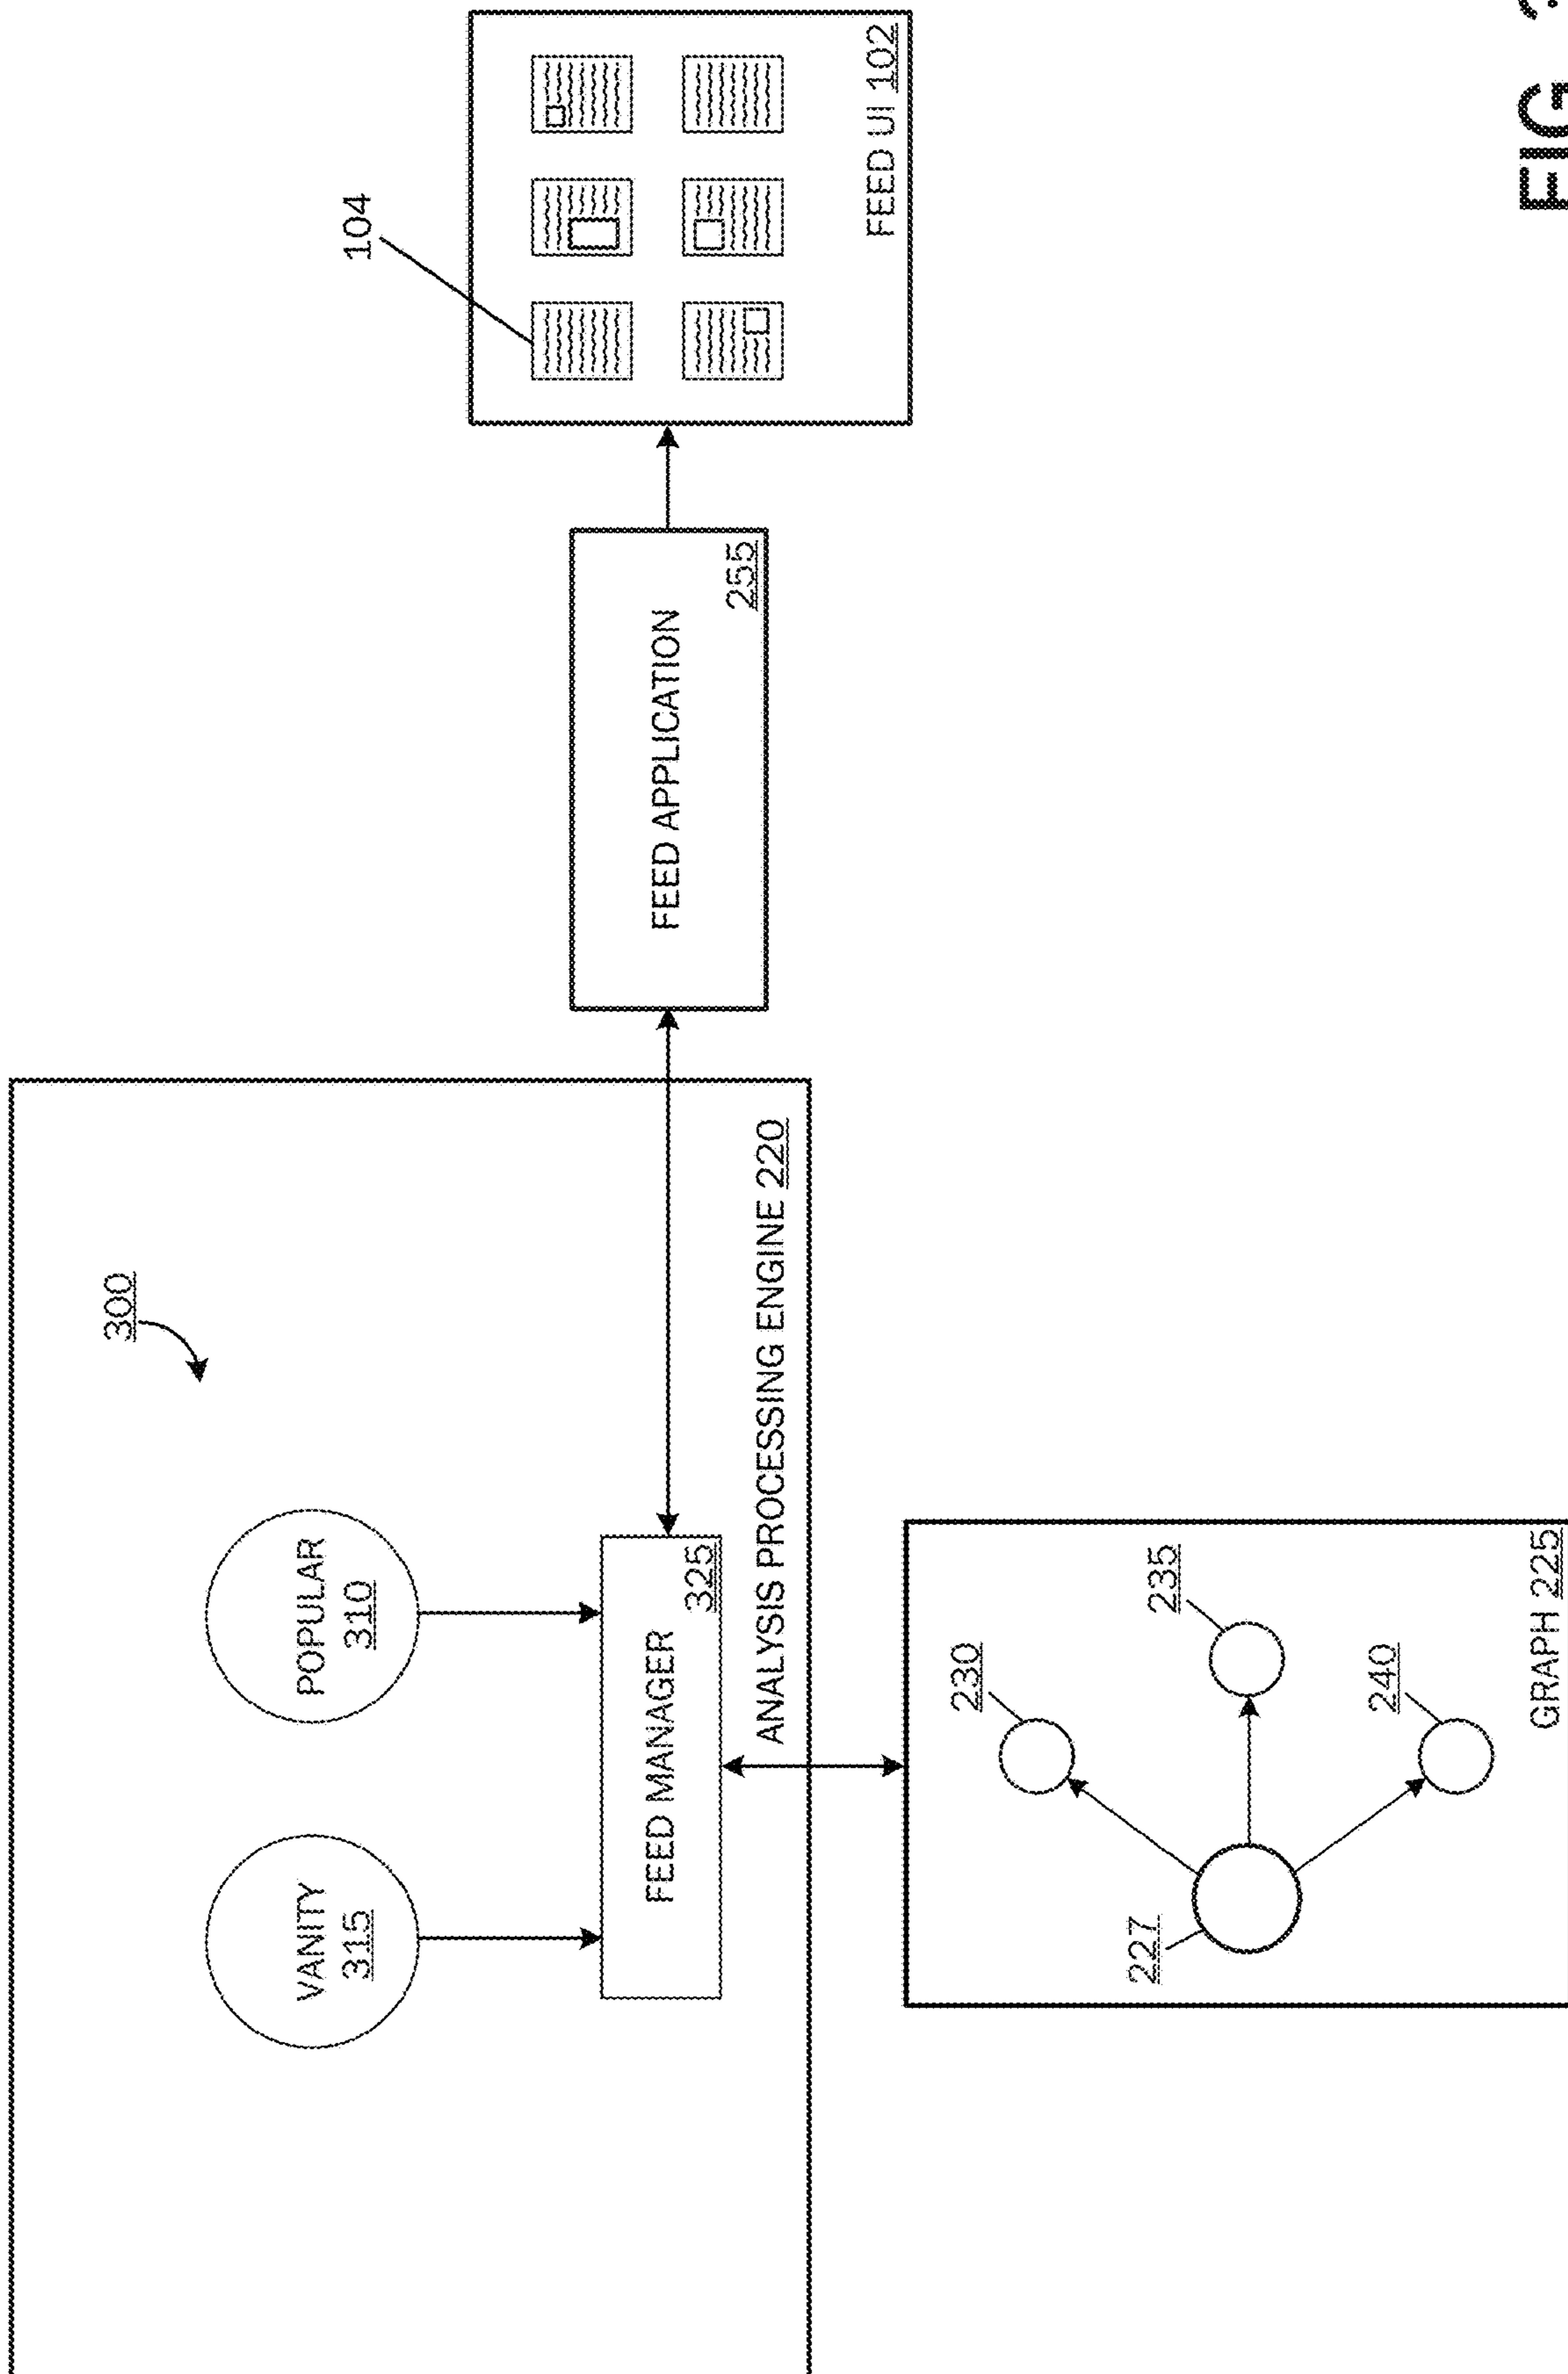 300
VANITY
315
POPULAR
310
FEED MANAGER
325
ANALYSIS PROCESSING ENGINE 220
FEED APPLICATION
255
104
FEED UI 102
227
230
235
240
GRAPH 225
FIG